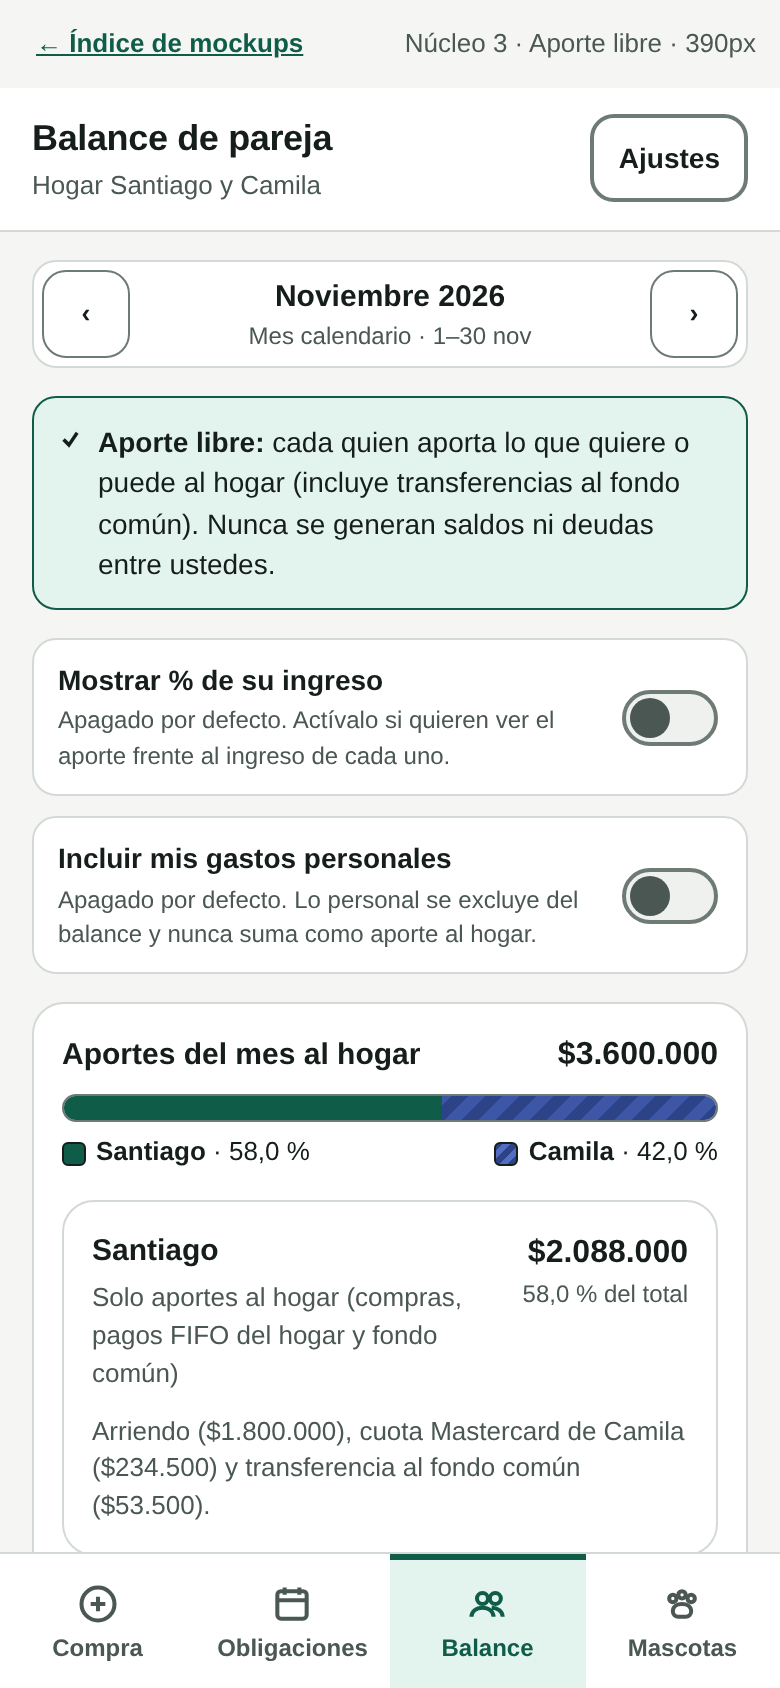 ← Índice de mockups
Núcleo 3 · Aporte libre · 390px
Balance de pareja
Hogar Santiago y Camila
Ajustes
‹
Noviembre 2026
Mes calendario · 1–30 nov
›
Aporte libre: cada quien aporta lo que quiere o
puede al hogar (incluye transferencias al fondo
común). Nunca se generan saldos ni deudas
entre ustedes.
Mostrar % de su ingreso
Apagado por defecto. Actívalo si quieren ver el
aporte frente al ingreso de cada uno.
Incluir mis gastos personales
Apagado por defecto. Lo personal se excluye del
balance y nunca suma como aporte al hogar.
Aportes del mes al hogar
$3.600.000
Santiago · 58,0 %
Camila · 42,0 %
Santiago
$2.088.000
58,0 % del total
Solo aportes al hogar (compras,
pagos FIFO del hogar y fondo
común)
Arriendo ($1.800.000), cuota Mastercard de Camila
($234.500) y transferencia al fondo común
($53.500).
Compra
Obligaciones
Balance
Mascotas